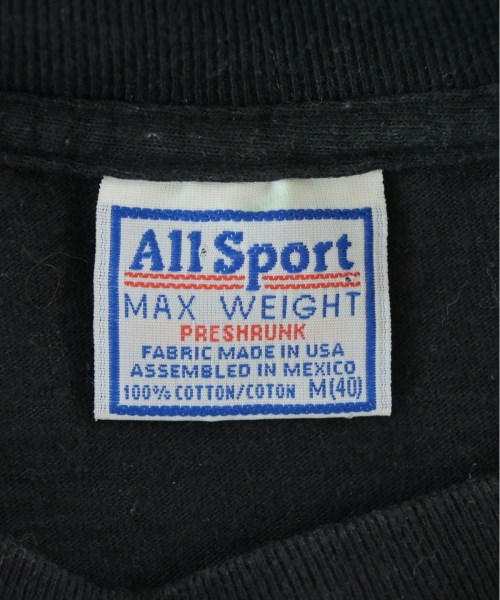 All Sport
MAX WEIGHT
PRESHRUNK
FABRIC MADE IN USA
ASSEMBLED IN MEXICO
100% COTTON/COTON M(40)